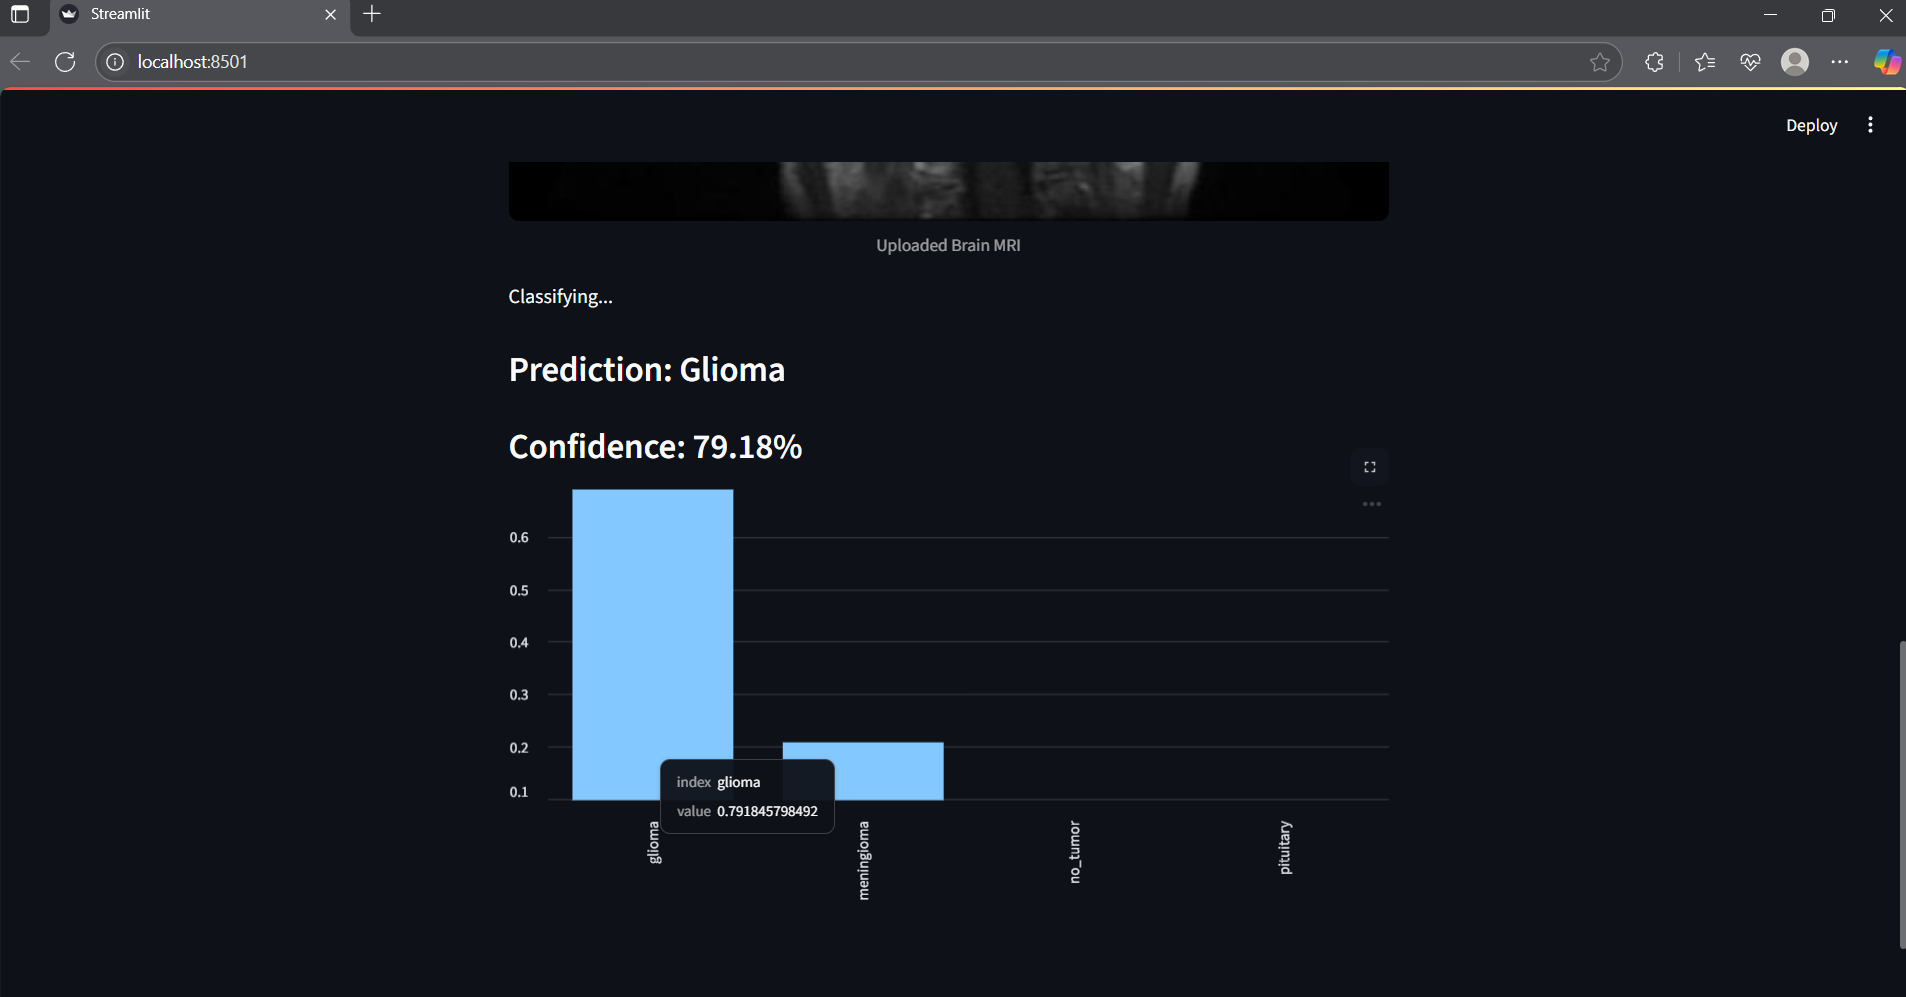 Streamlit
localhost:8501
Deploy
Uploaded Brain MRI
Classifying...
Prediction: Glioma
Confidence: 79.18%
0.6
0.5
0.4
0.3
0.2
0.1
index glioma
value 0.791845798492
glioma
meningioma
no_tumor
pituitary